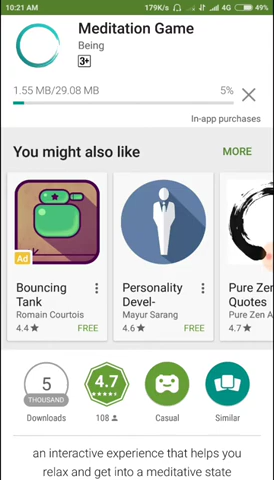 10:21 AM 179K/s 4G 49%
Meditation Game
Being
3+
1.55 MB/29.08 MB 5%
In-app purchases
You might also like MORE
Ad
Bouncing
Tank
Romain Courtois
4.4★ FREE
Personality
Devel-
Mayur Sarang
4.6★ FREE
Pure Zen
Quotes
Pure Zen A
4.7★
5
THOUSAND
Downloads
4.7
108
Casual
Similar
an interactive experience that helps you
relax and get into a meditative state